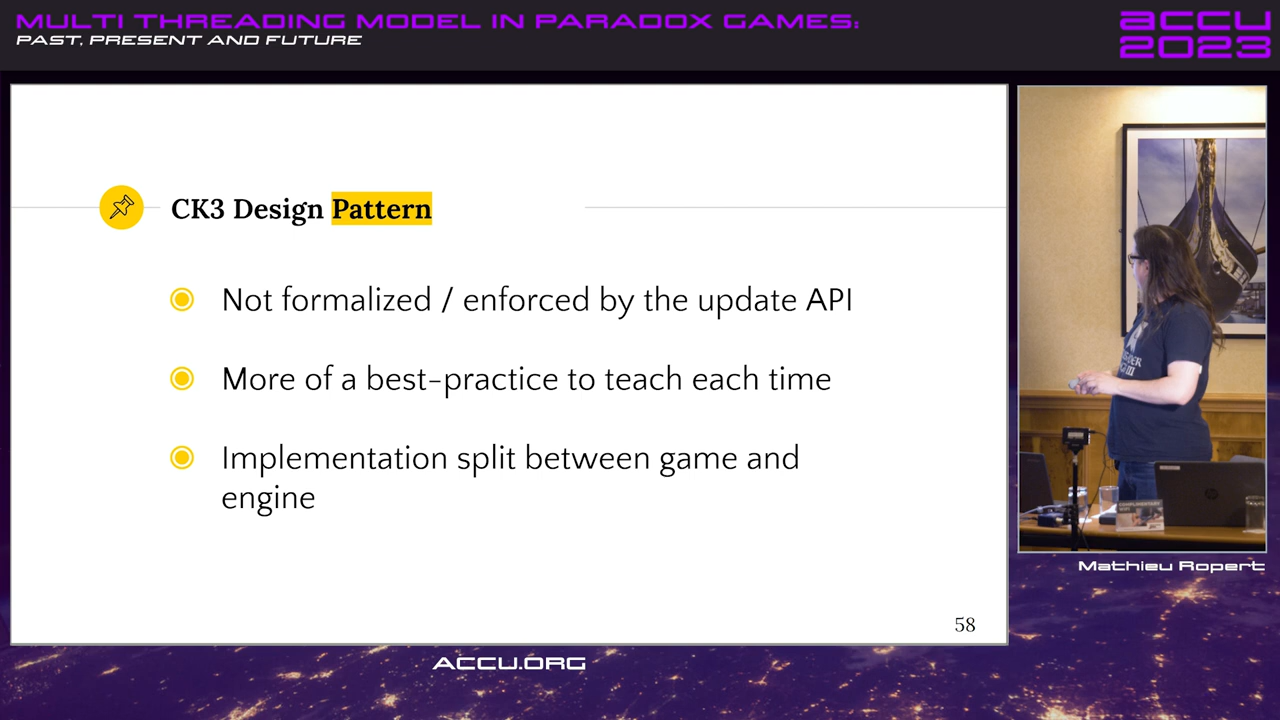 MULTI THREADING MODEL IN PARADOX GAMES:
PAST, PRESENT AND FUTURE
ACCU
2023
CK3 Design Pattern
Not formalized / enforced by the update API
More of a best-practice to teach each time
Implementation split between game and
engine
58
Mathieu Ropert
ACCU.ORG